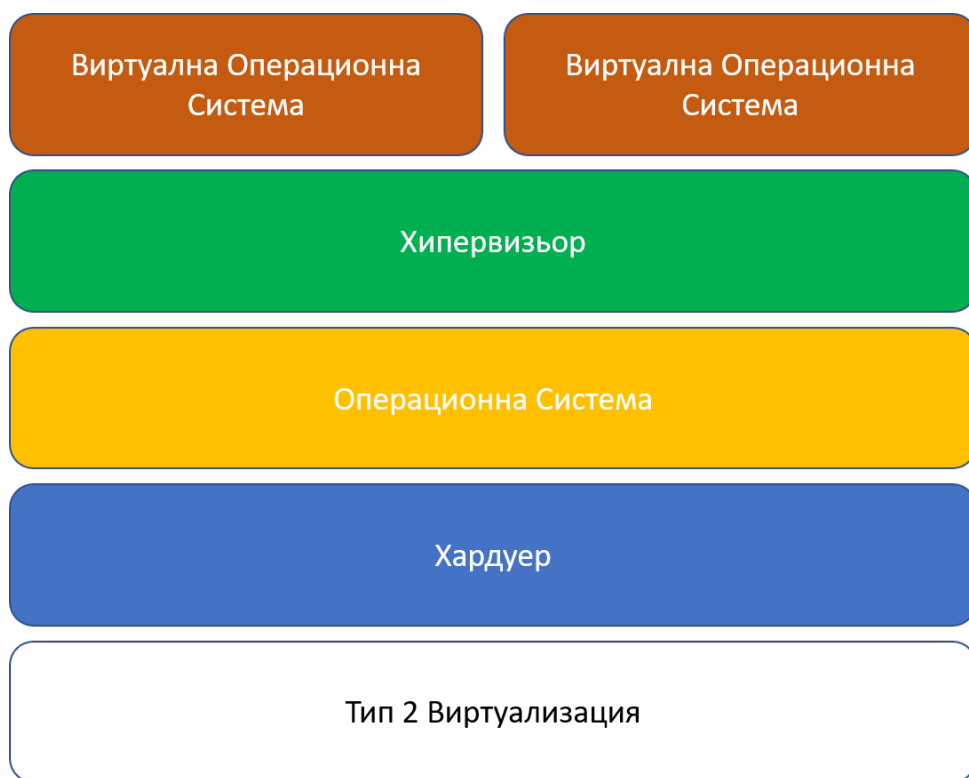 Виртуална Операционна
Система
Виртуална Операционна
Система
Хипервизьор
Операционна Система
Хардуер
Тип 2 Виртуализация